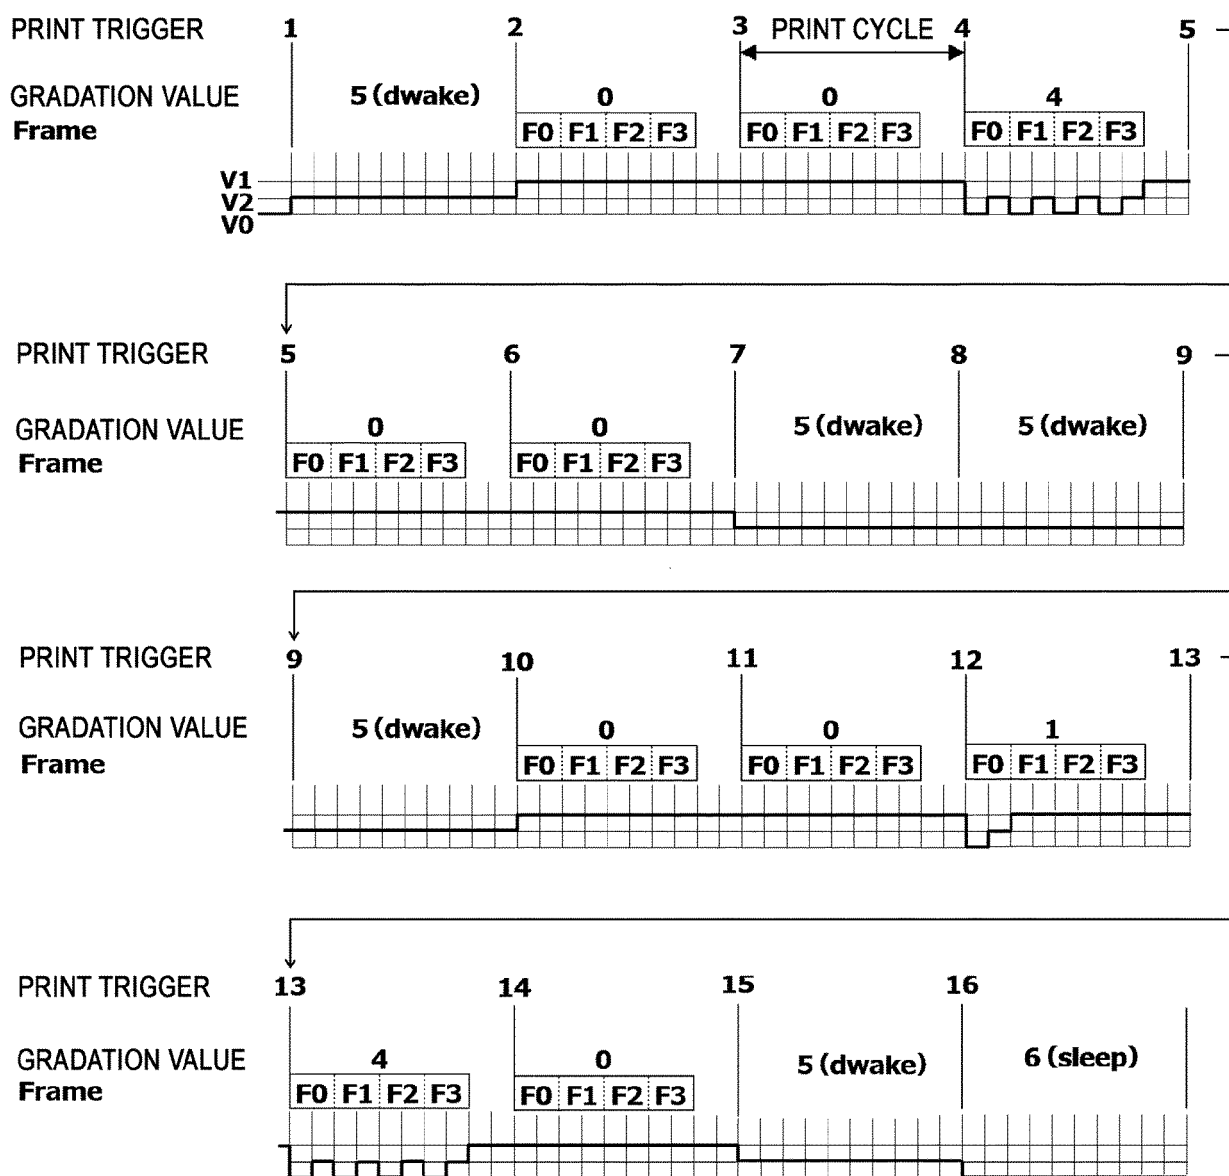 PRINT TRIGGER 1 2 3 PRINT CYCLE 4 5
GRADATION VALUE 5 (dwake) 0 0 4
Frame F0 F1 F2 F3 F0 F1 F2 F3 F0 F1 F2 F3
V1
V2
V0
PRINT TRIGGER 5 6 7 8 9
GRADATION VALUE 0 0 5 (dwake) 5 (dwake)
Frame F0 F1 F2 F3 F0 F1 F2 F3
PRINT TRIGGER 9 10 11 12 13
GRADATION VALUE 5 (dwake) 0 0 1
Frame F0 F1 F2 F3 F0 F1 F2 F3 F0 F1 F2 F3
PRINT TRIGGER 13 14 15 16
GRADATION VALUE 4 0 5 (dwake) 6 (sleep)
Frame F0 F1 F2 F3 F0 F1 F2 F3